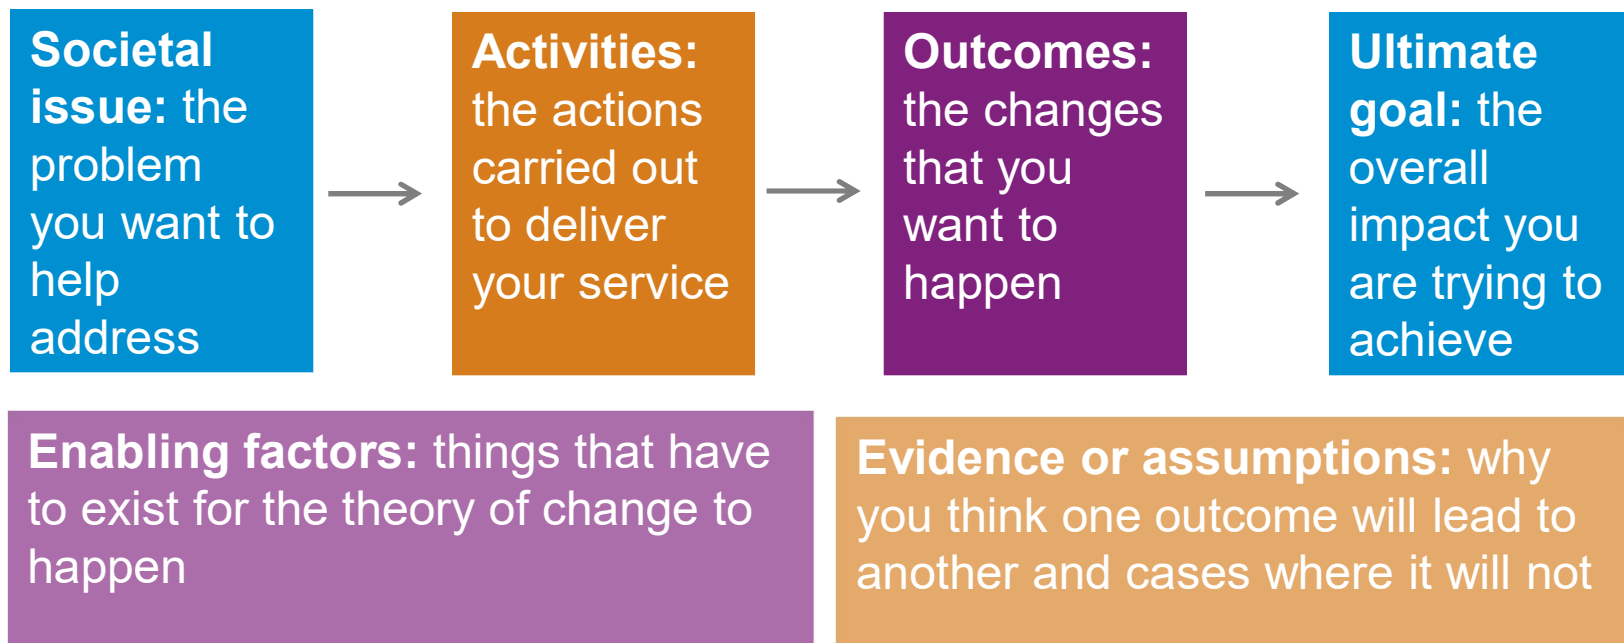 Societal
issue: the
problem
you want to
help
address
Activities:
the actions
carried out
to deliver
your service
Outcomes:
the changes
that you
want to
happen
Ultimate
goal: the
overall
impact you
are trying to
achieve
Enabling factors: things that have
to exist for the theory of change to
happen
Evidence or assumptions: why
you think one outcome will lead to
another and cases where it will not